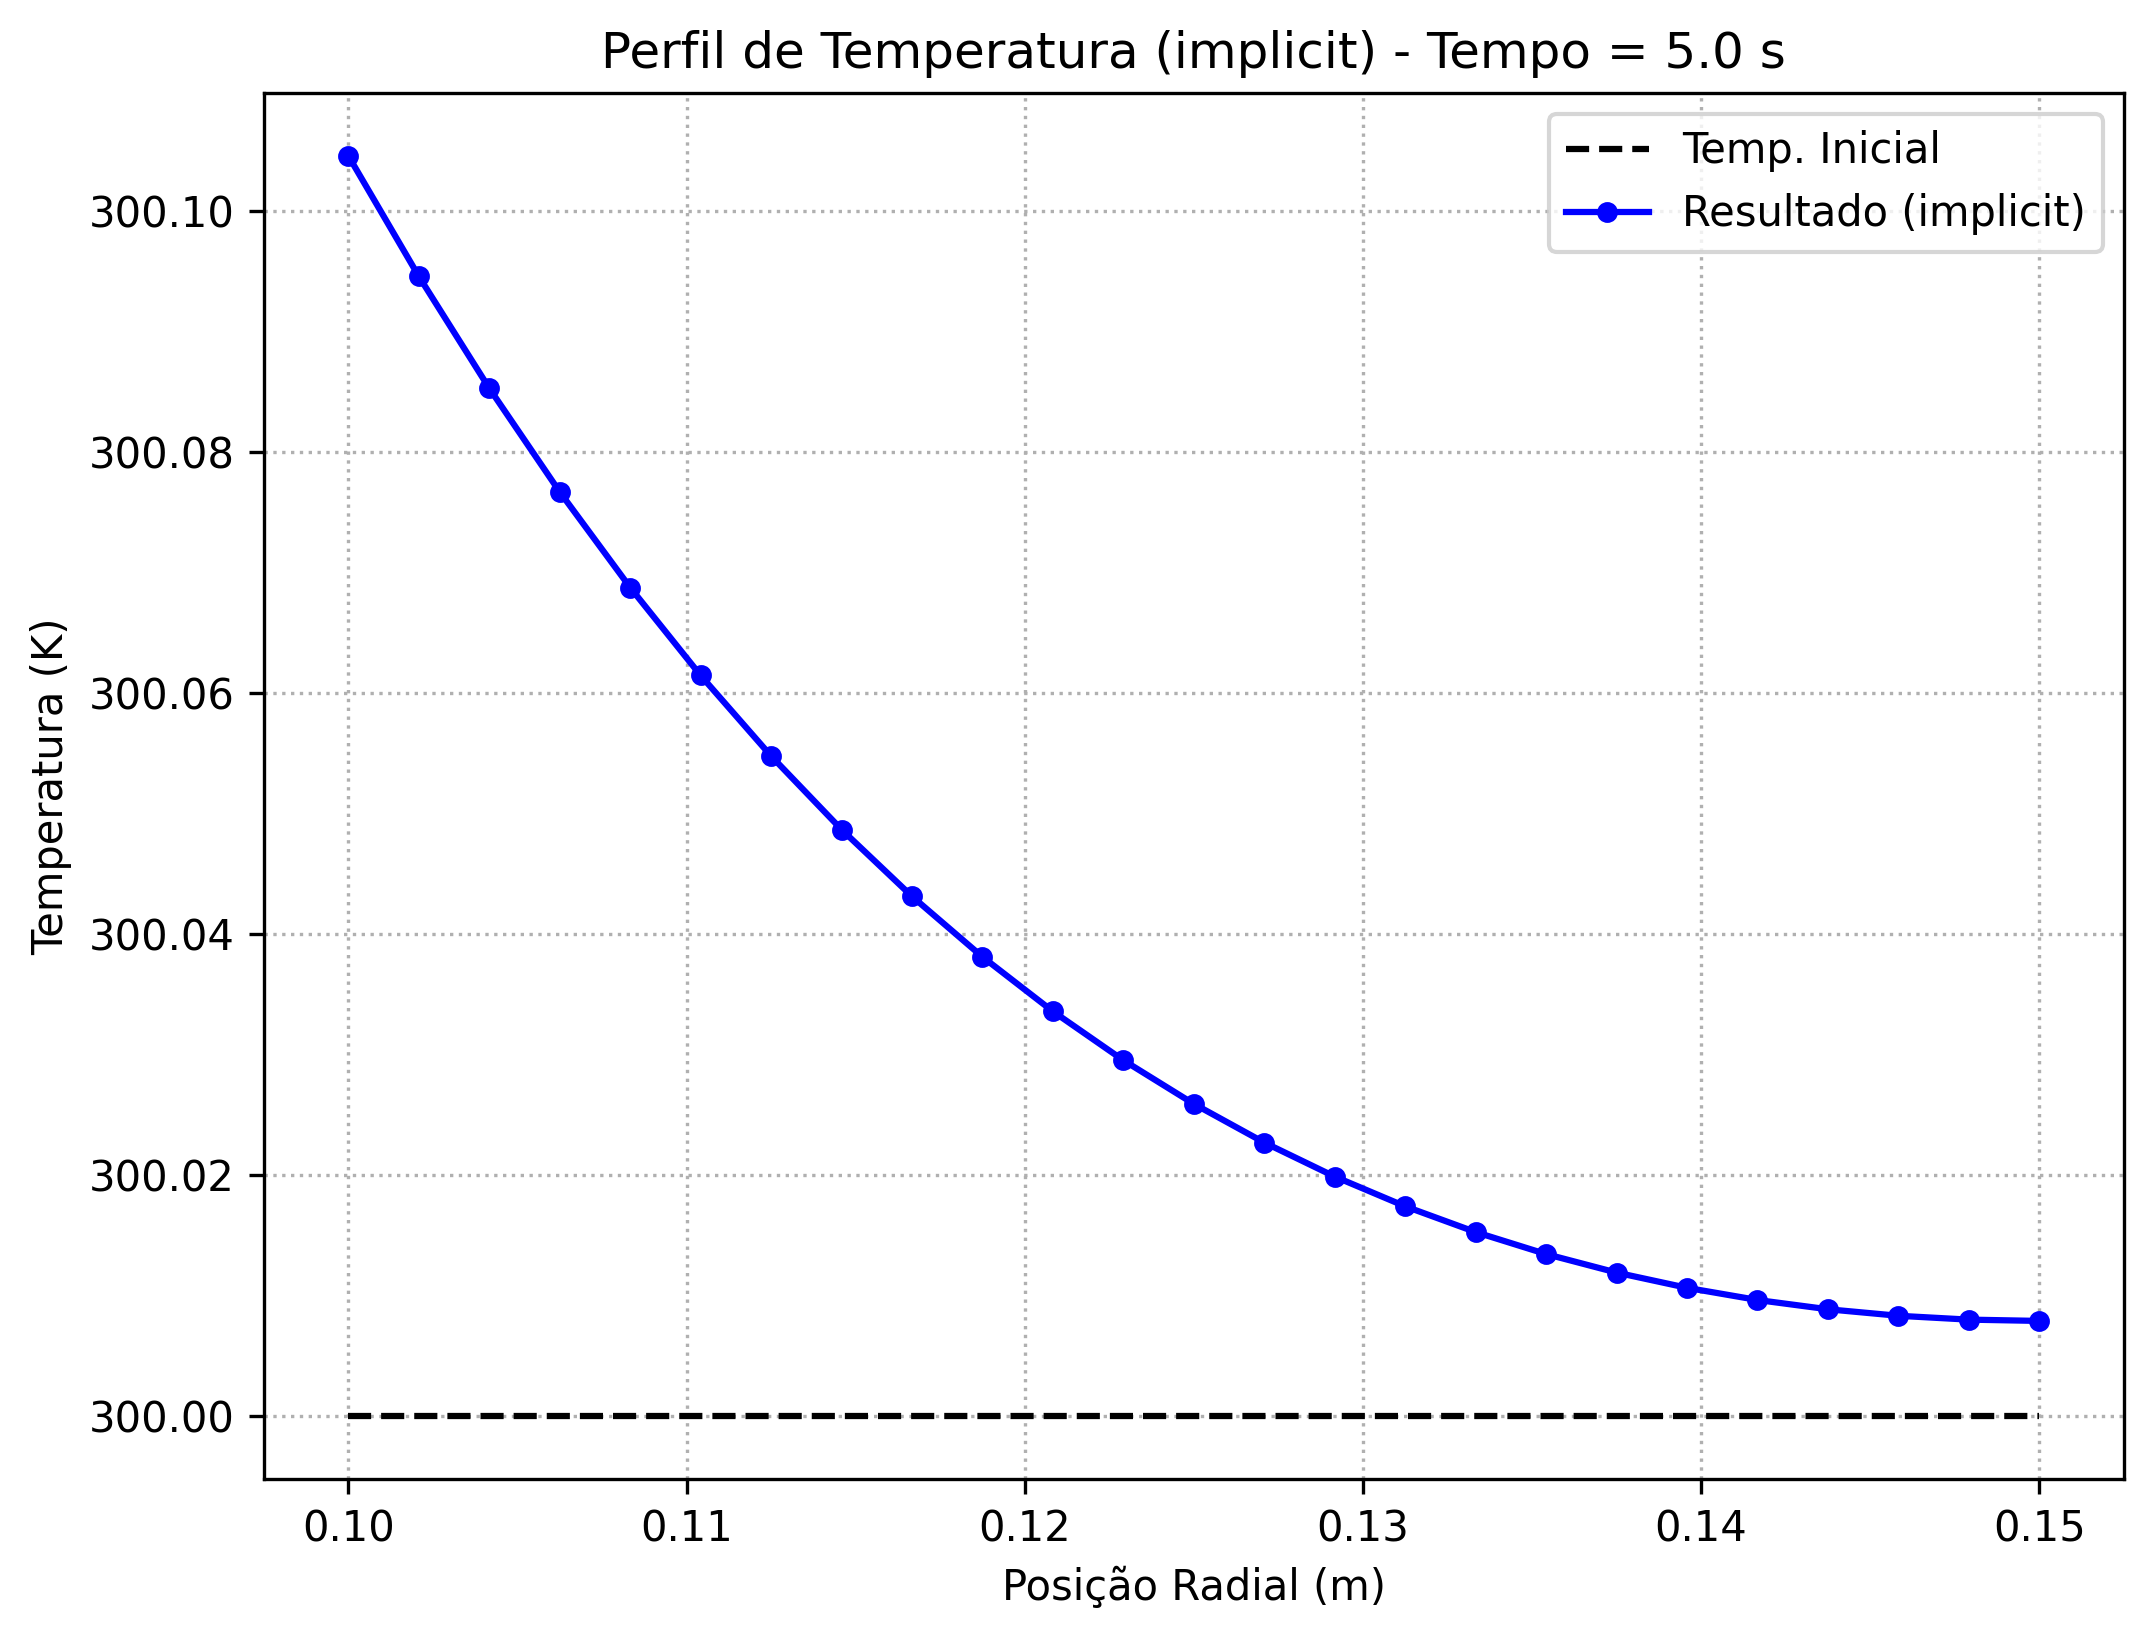 Perfil de Temperatura (implicit) - Tempo = 5.0 s
Temp. Inicial
Resultado (implicit)
Temperatura (K)
300.10
300.08
300.06
300.04
300.02
300.00
0.10 0.11 0.12 0.13 0.14 0.15
Posição Radial (m)